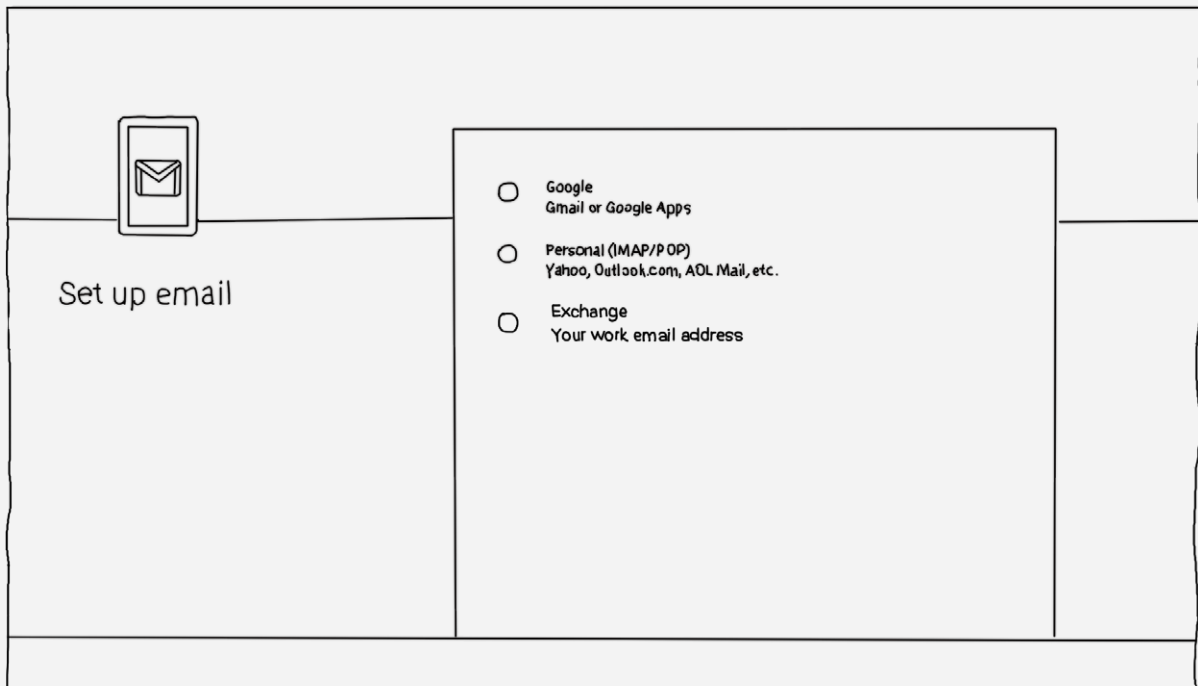 Set up email
Google
Gmail or Google Apps
Personal (IMAP/POP)
Yahoo, Outlook.com, AOL Mail, etc.
Exchange
Your work email address